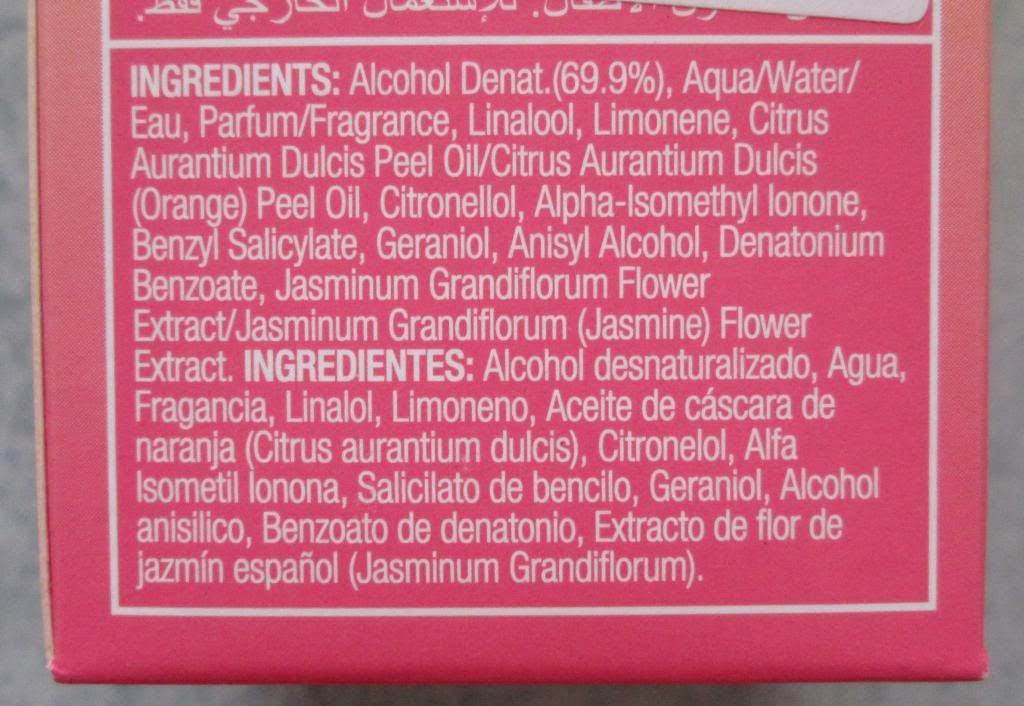 للإستعمال الخارجي فقط.
INGREDIENTS: Alcohol Denat.(69.9%), Aqua/Water/
Eau, Parfum/Fragrance, Linalool, Limonene, Citrus
Aurantium Dulcis Peel Oil/Citrus Aurantium Dulcis
(Orange) Peel Oil, Citronellol, Alpha-Isomethyl Ionone,
Benzyl Salicylate, Geraniol, Anisyl Alcohol, Denatonium
Benzoate, Jasminum Grandiflorum Flower
Extract/Jasminum Grandiflorum (Jasmine) Flower
Extract. INGREDIENTES: Alcohol desnaturalizado, Agua,
Fragancia, Linalol, Limoneno, Aceite de cáscara de
naranja (Citrus aurantium dulcis), Citronelol, Alfa
Isometil Ionona, Salicilato de bencilo, Geraniol, Alcohol
anisilico, Benzoato de denatonio, Extracto de flor de
jazmín español (Jasminum Grandiflorum).